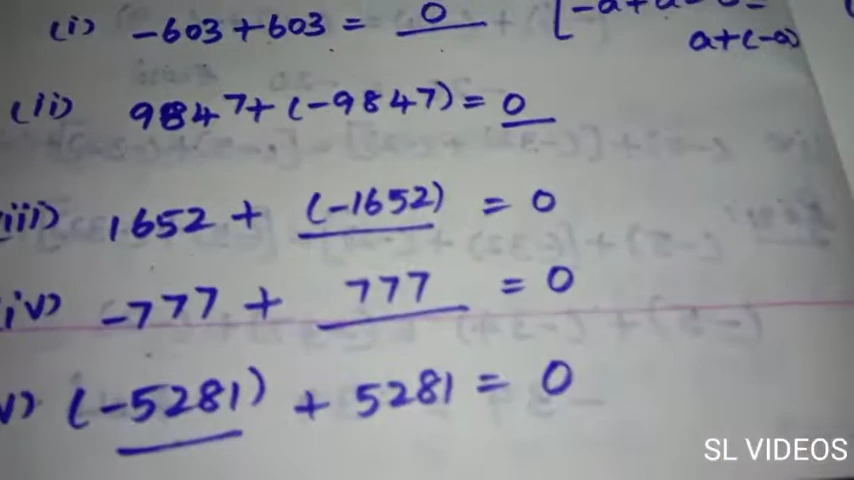 (i) -603+603 = 0
a+(-a)
(ii) 9847+(-9847)=0
iii) 1652 + (-1652) = 0
iv) -777 + 777 = 0
v) (-5281) + 5281 = 0
SL VIDEOS